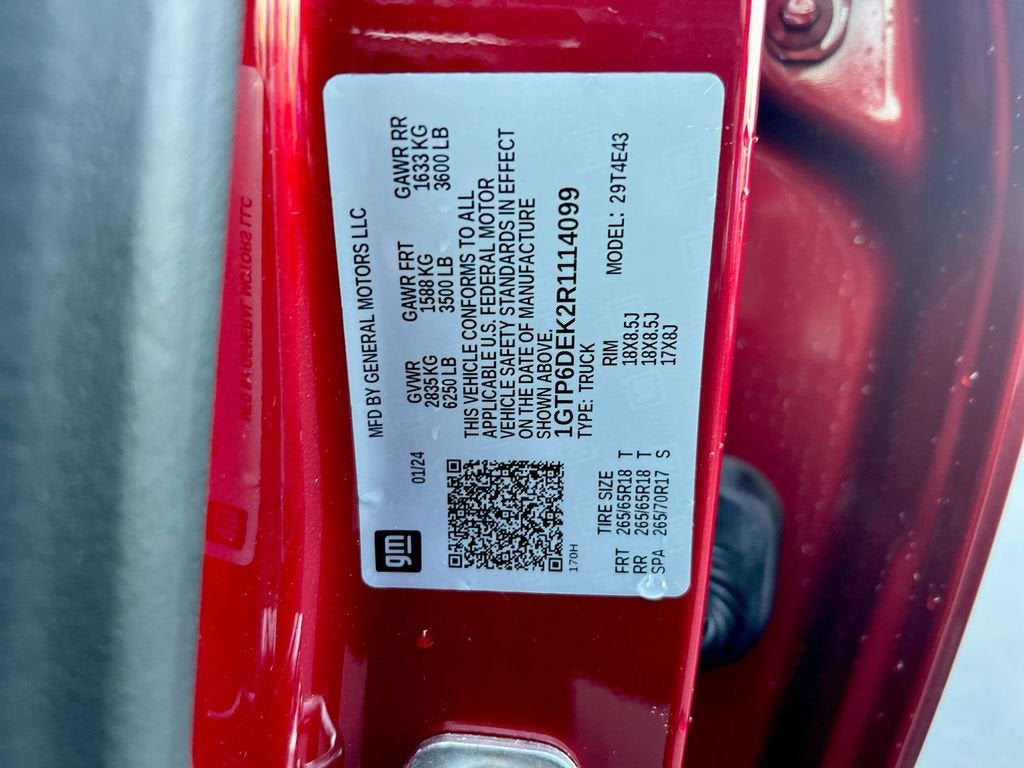 gm
MFD BY GENERAL MOTORS LLC
01/24
GVWR GAWR FRT GAWR RR
2835 KG 1588 KG 1633 KG
6250 LB 3500 LB 3600 LB
THIS VEHICLE CONFORMS TO ALL
APPLICABLE U.S. FEDERAL MOTOR
VEHICLE SAFETY STANDARDS IN EFFECT
ON THE DATE OF MANUFACTURE
SHOWN ABOVE.
1GTP6DEK2R1114099
170H
TYPE: TRUCK
TIRE SIZE RIM MODEL: 29T4E43
FRT 265/65R18 T 18X8.5J
RR 265/65R18 T 18X8.5J
SPA 265/70R17 S 17X8J